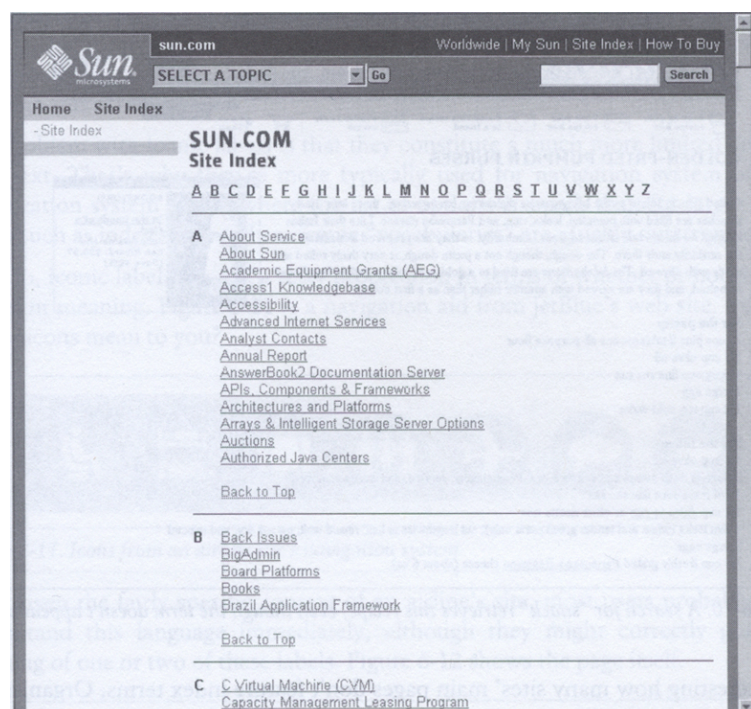 sun.com
Worldwide | My Sun | Site Index | How To Buy
Sun
microsystems
SELECT A TOPIC
Go
Search
Home Site Index
- Site Index
SUN.COM
Site Index
A B C D E F G H I J K L M N O P Q R S T U V W X Y Z
A About Service
About Sun
Academic Equipment Grants (AEG)
Access1 Knowledgebase
Accessibility
Advanced Internet Services
Analyst Contacts
Annual Report
AnswerBook2 Documentation Server
APIs, Components & Frameworks
Architectures and Platforms
Arrays & Intelligent Storage Server Options
Auctions
Authorized Java Centers
Back to Top
B Back Issues
BigAdmin
Board Platforms
Books
Brazil Application Framework
Back to Top
C C Virtual Machine (CVM)
Capacity Management Leasing Program